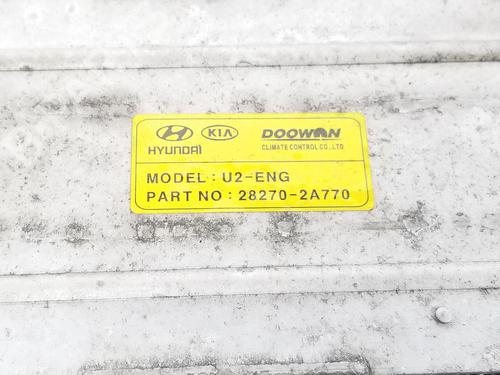 HYUNDAI KIA DOOWON
CLIMATE CONTROL CO., LTD
MODEL : U2-ENG
PART NO : 28270-2A770